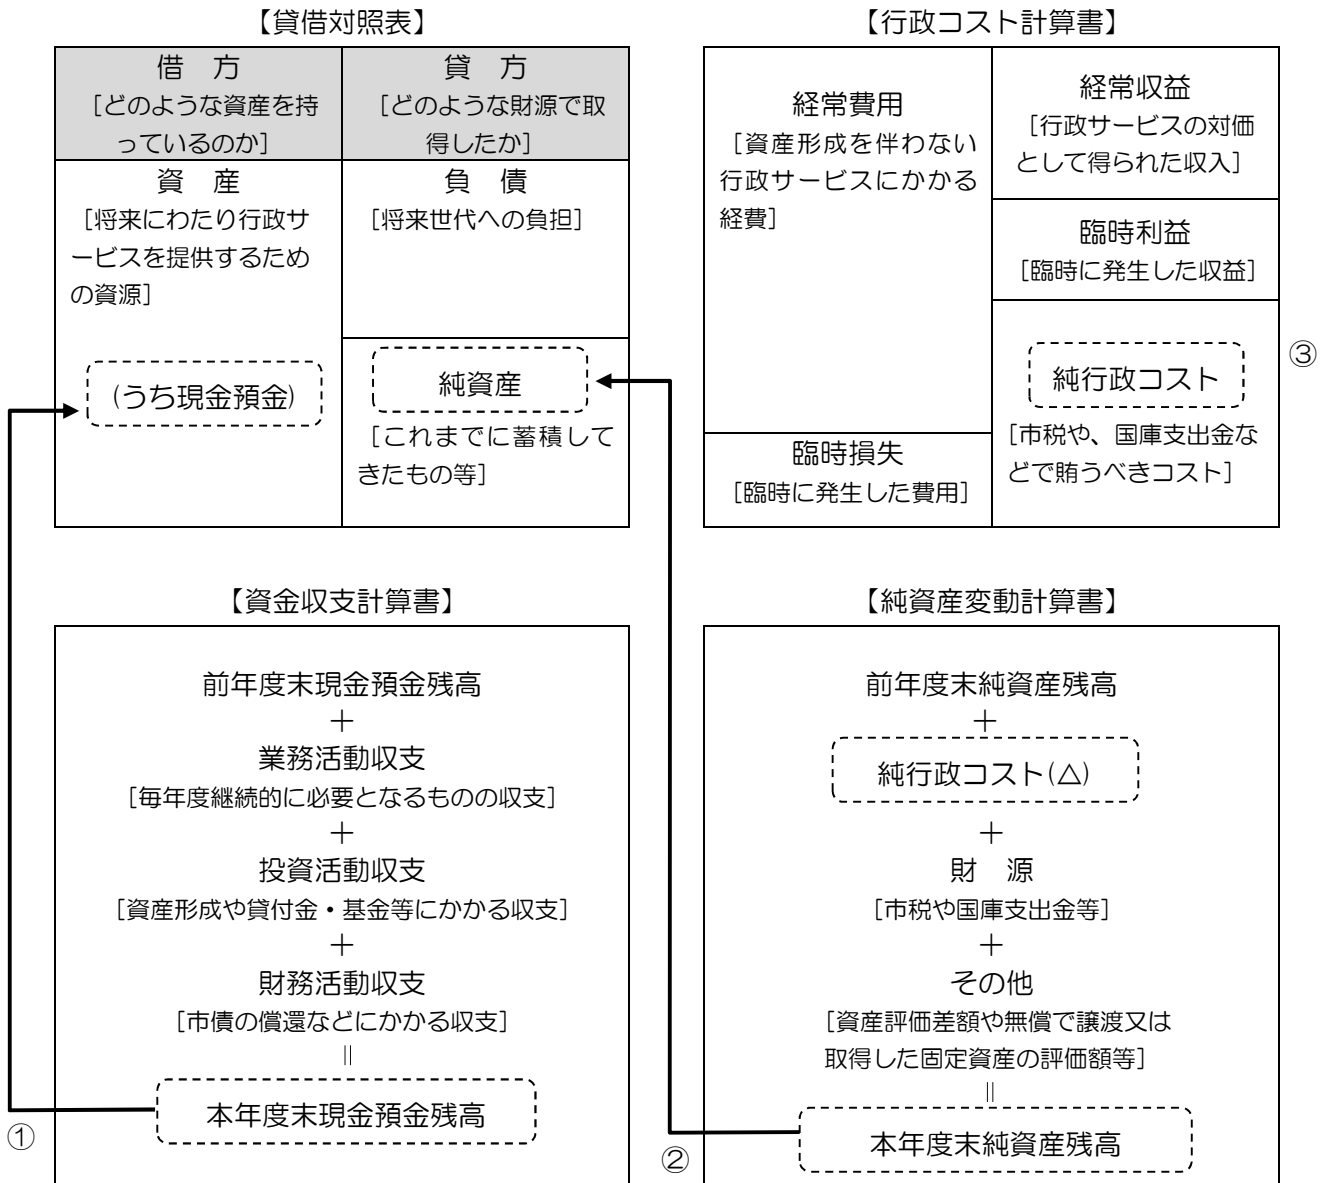 【貸借対照表】
借　方
［どのような資産を持
っているのか］
貸　方
［どのような財源で取
得したか］
資　産
［将来にわたり行政サ
ービスを提供するため
の資源］
(うち現金預金)
負　債
［将来世代への負担］
純資産
［これまでに蓄積して
きたもの等］
【行政コスト計算書】
経常費用
［資産形成を伴わない
行政サービスにかかる
経費］
臨時損失
［臨時に発生した費用］
経常収益
［行政サービスの対価
として得られた収入］
臨時利益
［臨時に発生した収益］
純行政コスト
［市税や、国庫支出金な
どで賄うべきコスト］
③
【資金収支計算書】
前年度末現金預金残高
＋
業務活動収支
［毎年度継続的に必要となるものの収支］
＋
投資活動収支
［資産形成や貸付金・基金等にかかる収支］
＋
財務活動収支
［市債の償還などにかかる収支］
॥
本年度末現金預金残高
①
【純資産変動計算書】
前年度末純資産残高
＋
純行政コスト(△)
＋
財　源
［市税や国庫支出金等］
＋
その他
［資産評価差額や無償で譲渡又は
取得した固定資産の評価額等］
॥
本年度末純資産残高
②